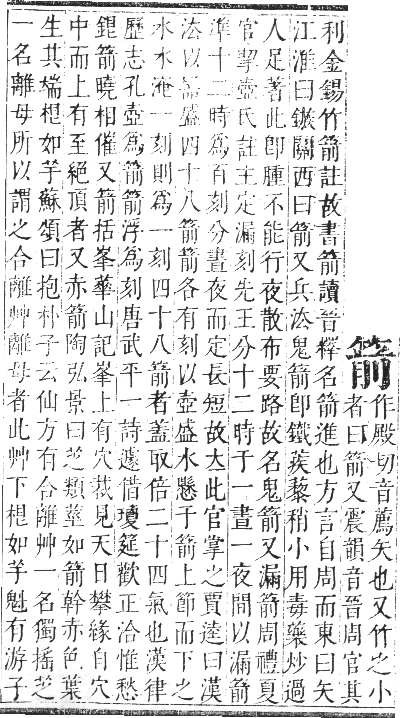 箭
作殿切音薦矢也又竹之小
者曰箭又震韻音晉周官其
利金錫竹箭註故書箭讀晉釋名箭進也方言自周而東曰矢
江淮曰鏃關西曰箭又兵法鬼箭卽鐵蒺藜稍小用毒藥炒過
人足著此卽腫不能行夜散布要路故名鬼箭又漏箭周禮夏
官挈壺氏註主定漏刻先王分十二時于一晝一夜間以漏箭
準十二時爲百刻分晝夜而定長短故大此官掌之賈逵曰漢
法以器盛四十八箭箭各有刻以壺盛水懸于箭上節而下之
水水淹一刻則爲一刻四十八箭者蓋取倍二十四氣也漢律
歷志孔壺爲箭箭浮爲刻唐武平一詩遽借瓊筵歡正洽惟愁
銀箭曉相催又箭括峯華山記峯上有穴裁見天日攀緣自穴
中而上有至絕頂者又赤箭陶弘景曰芝類莖如箭幹赤色葉
生其端根如芋蘇頌曰抱朴子云仙方有合離艸一名獨搖芝
一名離母所以謂之合離艸離母者此艸下根如芋魁有游子